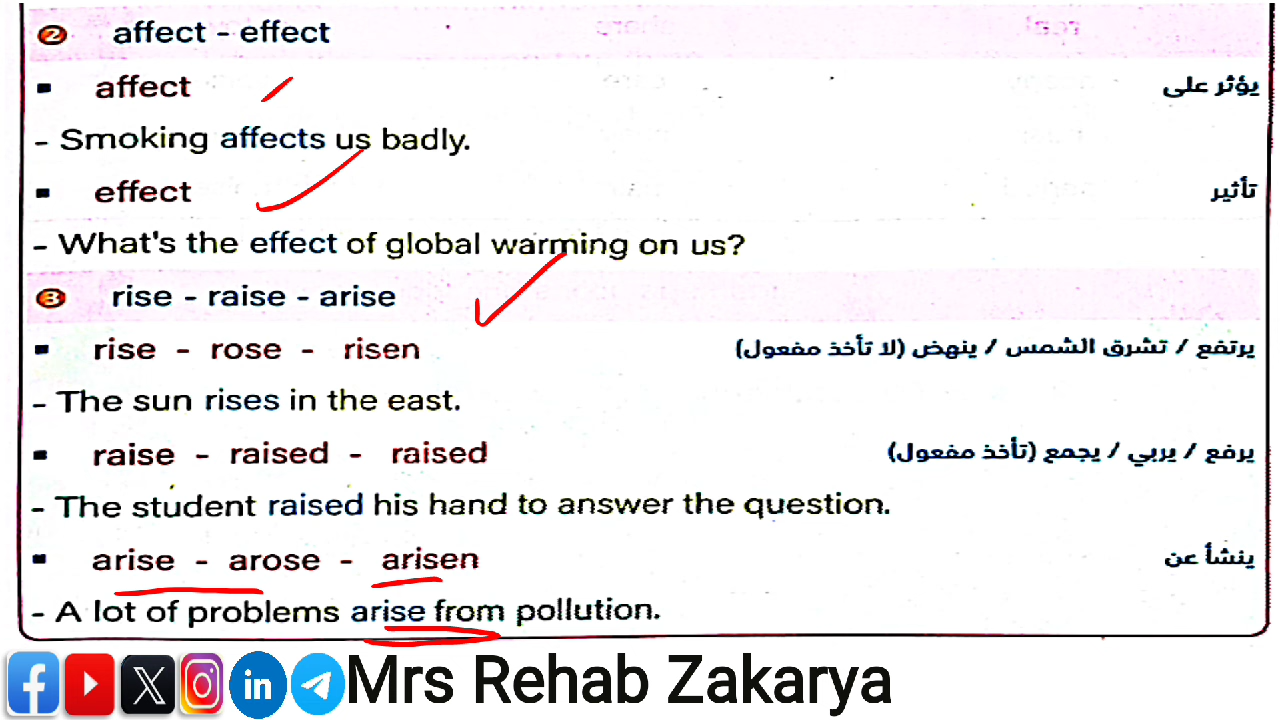 2 affect - effect
▪ affect يؤثر على
- Smoking affects us badly.
▪ effect تأثير
- What's the effect of global warming on us?
3 rise - raise - arise
▪ rise - rose - risen يرتفع / تشرق الشمس / ينهض (لا تأخذ مفعول)
- The sun rises in the east.
▪ raise - raised - raised يرفع / يربي / يجمع (تأخذ مفعول)
- The student raised his hand to answer the question.
▪ arise - arose - arisen ينشأ عن
- A lot of problems arise from pollution.
Mrs Rehab Zakarya